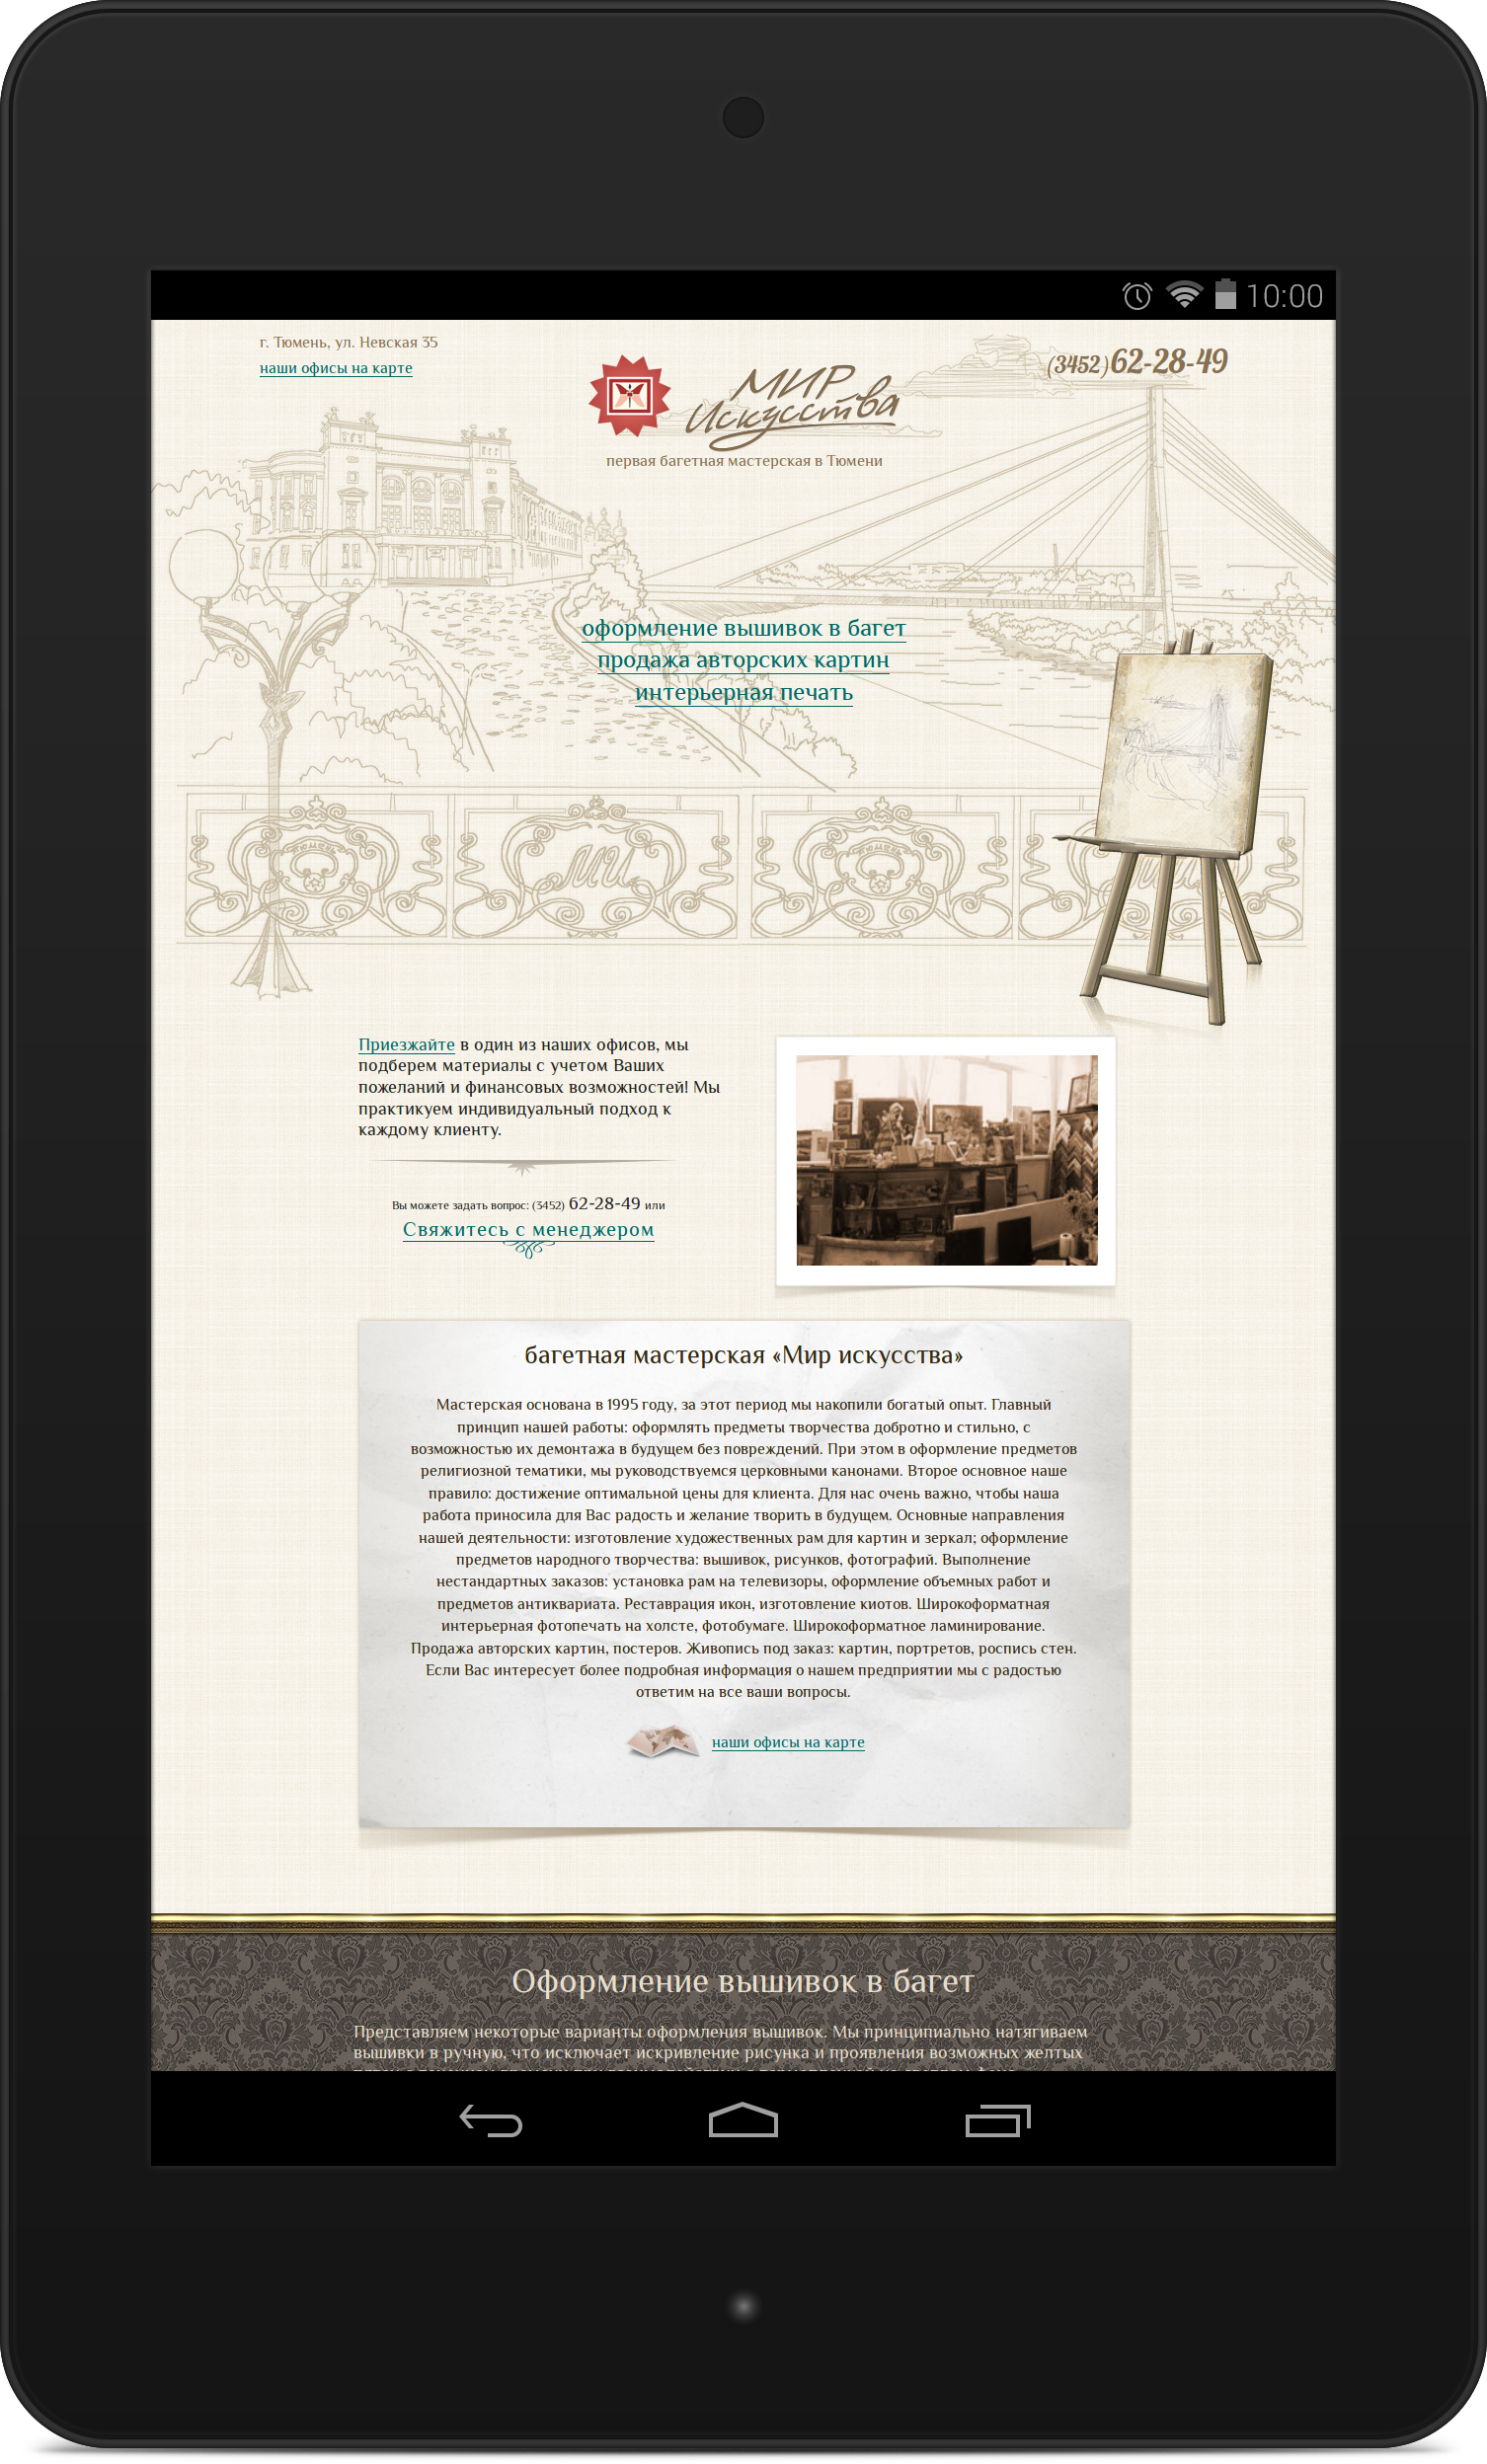 10:00
г. Тюмень, ул. Невская 35
наши офисы на карте
(3452) 62-28-49
МИР
Искусства
первая багетная мастерская в Тюмени
оформление вышивок в багет
продажа авторских картин
интерьерная печать
Тюмень
Тюмень
Приезжайте в один из наших офисов, мы
подберем материалы с учетом Ваших
пожеланий и финансовых возможностей! Мы
практикуем индивидуальный подход к
каждому клиенту.
Вы можете задать вопрос: (3452) 62-28-49 или
Свяжитесь с менеджером
багетная мастерская «Мир искусства»
Мастерская основана в 1995 году, за этот период мы накопили богатый опыт. Главный
принцип нашей работы: оформлять предметы творчества добротно и стильно, с
возможностью их демонтажа в будущем без повреждений. При этом в оформление предметов
религиозной тематики, мы руководствуемся церковными канонами. Второе основное наше
правило: достижение оптимальной цены для клиента. Для нас очень важно, чтобы наша
работа приносила для Вас радость и желание творить в будущем. Основные направления
нашей деятельности: изготовление художественных рам для картин и зеркал; оформление
предметов народного творчества: вышивок, рисунков, фотографий. Выполнение
нестандартных заказов: установка рам на телевизоры, оформление объемных работ и
предметов антиквариата. Реставрация икон, изготовление киотов. Широкоформатная
интерьерная фотопечать на холсте, фотобумаге. Широкоформатное ламинирование.
Продажа авторских картин, постеров. Живопись под заказ: картин, портретов, роспись стен.
Если Вас интересует более подробная информация о нашем предприятии мы с радостью
ответим на все ваши вопросы.
наши офисы на карте
Оформление вышивок в багет
Представляем некоторые варианты оформления вышивок. Мы принципиально натягиваем
вышивки в ручную, что исключает искривление рисунка и проявления возможных желтых